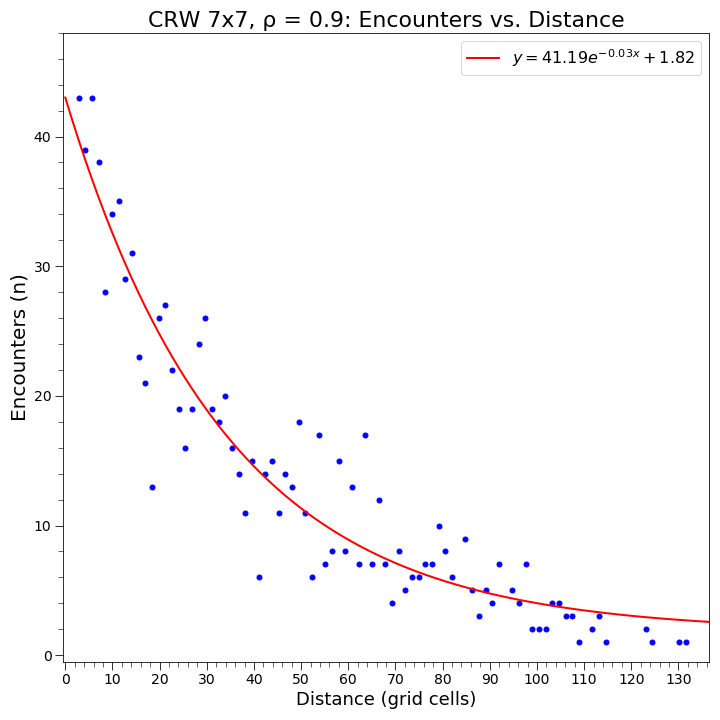 CRW 7x7, ρ = 0.9: Encounters vs. Distance
y = 41.19e^{-0.03x} + 1.82
Encounters (n)
40
30
20
10
0
0 10 20 30 40 50 60 70 80 90 100 110 120 130
Distance (grid cells)